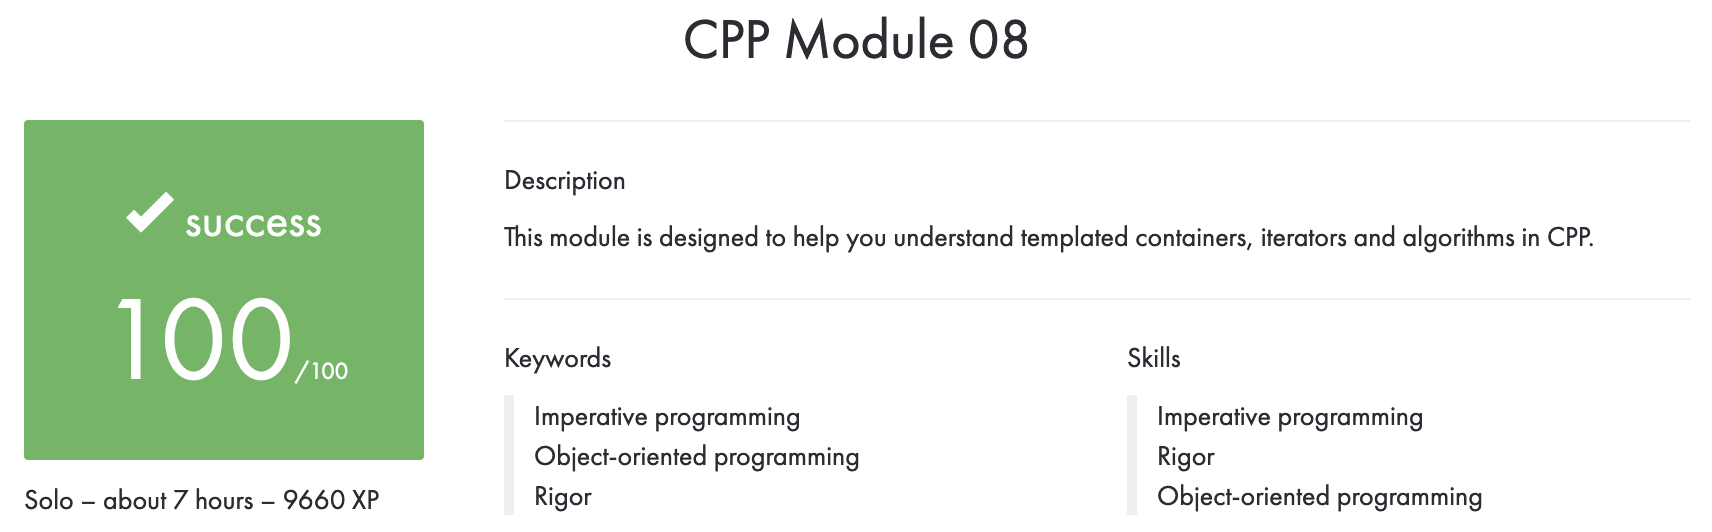 CPP Module 08
success
100/100
Solo – about 7 hours – 9660 XP
Description
This module is designed to help you understand templated containers, iterators and algorithms in CPP.
Keywords
Imperative programming
Object-oriented programming
Rigor
Skills
Imperative programming
Rigor
Object-oriented programming